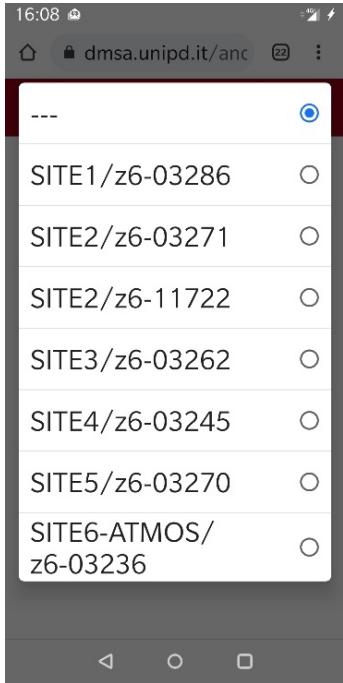 16:08
4G
dmsa.unipd.it/anc
22
---
SITE1/z6-03286
SITE2/z6-03271
SITE2/z6-11722
SITE3/z6-03262
SITE4/z6-03245
SITE5/z6-03270
SITE6-ATMOS/
z6-03236